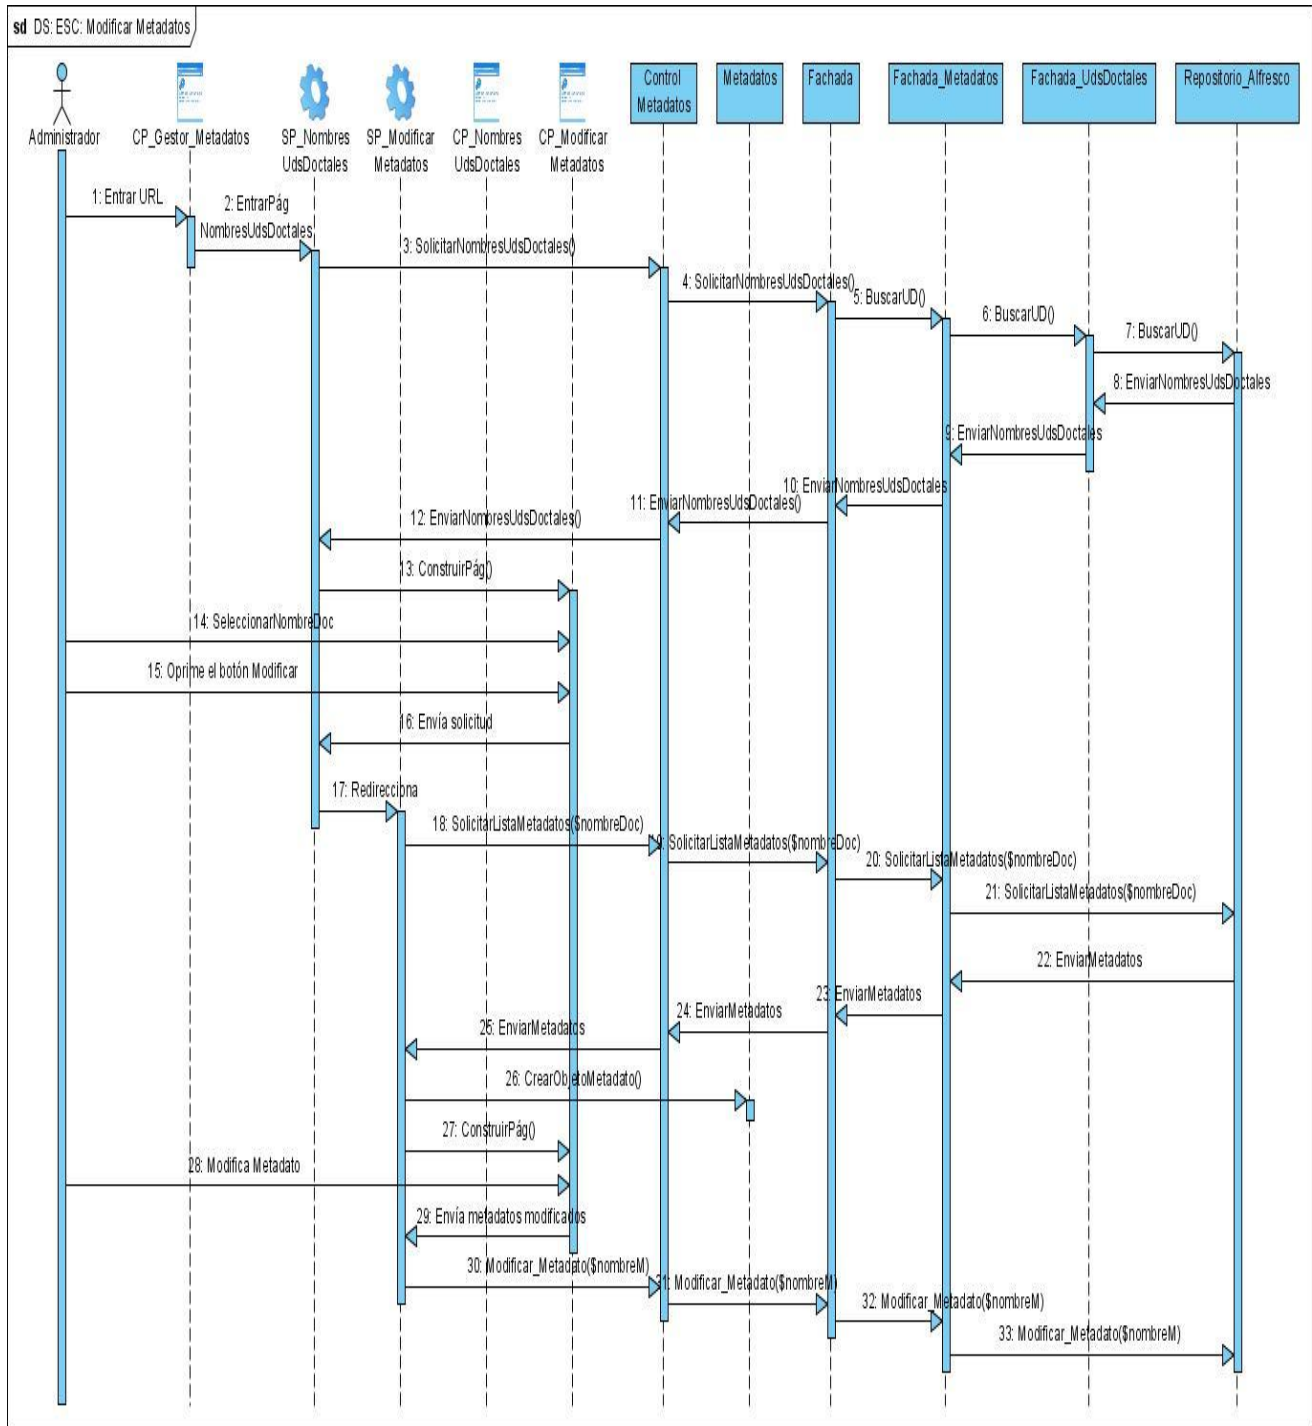 sd DS: ESC: Modificar Metadatos
Administrador
CP_Gestor_Metadatos
SP_Nombres
UdsDoctales
SP_Modificar
Metadatos
CP_Nombres
UdsDoctales
CP_Modificar
Metadatos
Control
Metadatos
Metadatos
Fachada
Fachada_Metadatos
Fachada_UdsDoctales
Repositorio_Alfresco
1: Entrar URL
2: EntrarPág
NombresUdsDoctales
3: SolicitarNombresUdsDoctales()
4: SolicitarNombresUdsDoctales()
5: BuscarUD()
6: BuscarUD()
7: BuscarUD()
8: EnviarNombresUdsDoctales
9: EnviarNombresUdsDoctales
10: EnviarNombresUdsDoctales
11: EnviarNombresUdsDoctales()
12: EnviarNombresUdsDoctales()
13: ConstruirPág()
14: SeleccionarNombreDoc
15: Oprime el botón Modificar
16: Envía solicitud
17: Redirecciona
18: SolicitarListaMetadatos($nombreDoc)
19: SolicitarListaMetadatos($nombreDoc)
20: SolicitarListaMetadatos($nombreDoc)
21: SolicitarListaMetadatos($nombreDoc)
22: EnviarMetadatos
23: EnviarMetadatos
24: EnviarMetadatos
25: EnviarMetadatos
26: CrearObjetoMetadato()
27: ConstruirPág()
28: Modifica Metadato
29: Envía metadatos modificados
30: Modificar_Metadato($nombreM)
31: Modificar_Metadato($nombreM)
32: Modificar_Metadato($nombreM)
33: Modificar_Metadato($nombreM)